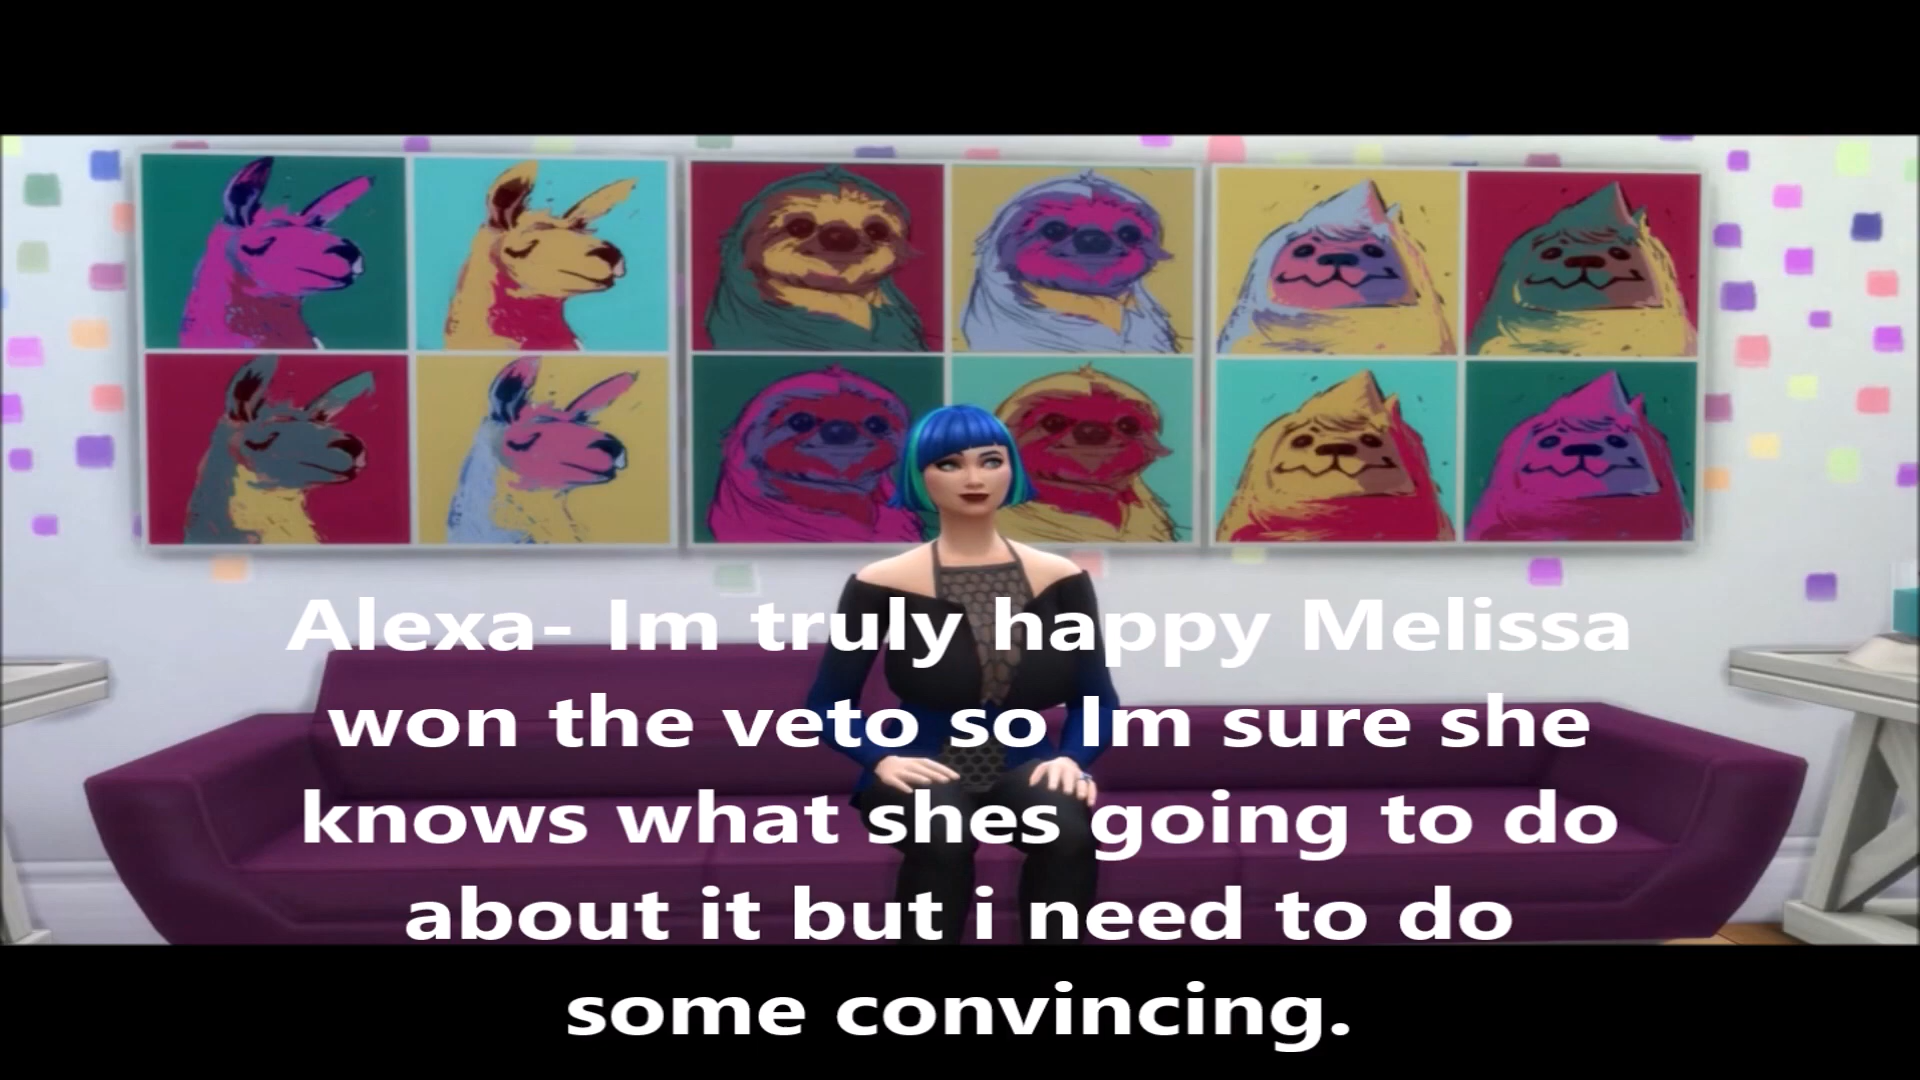 Alexa- Im truly happy Melissa
won the veto so Im sure she
knows what shes going to do
about it but i need to do
some convincing.